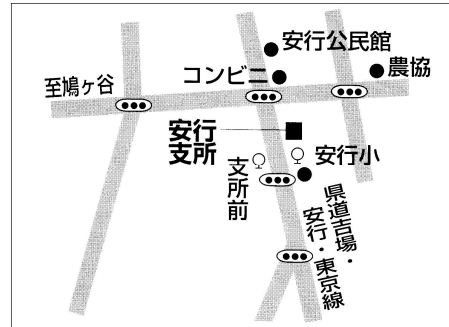 安行公民館
コンビニ
農協
至鳩ヶ谷
安行
支所
安行小
支所前
県道吉場・
安行・東京線